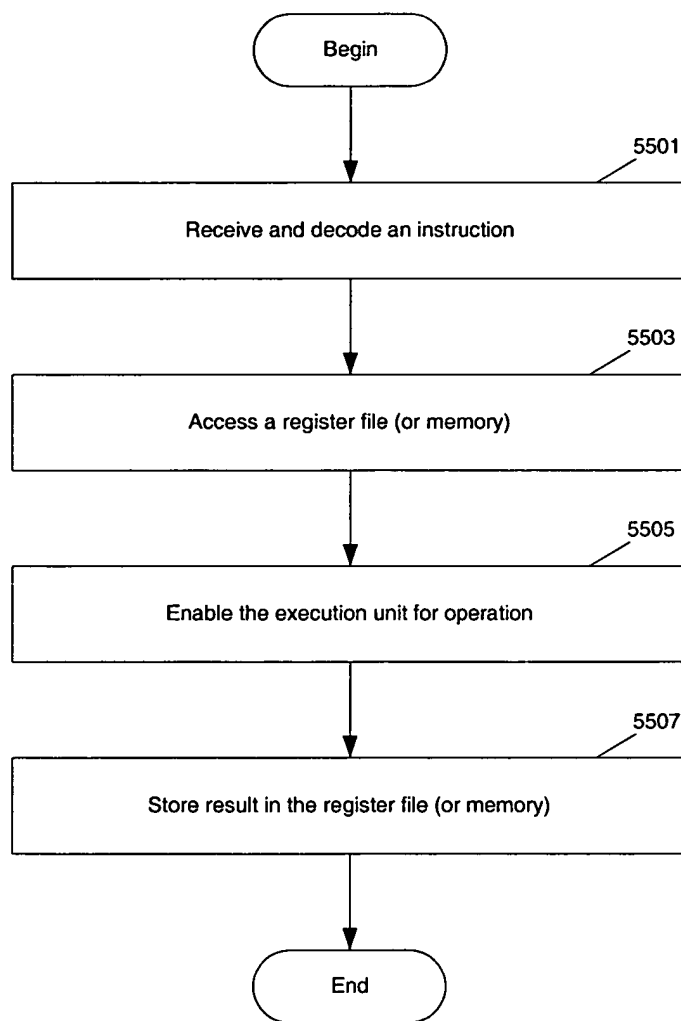 Begin
5501
Receive and decode an instruction
5503
Access a register file (or memory)
5505
Enable the execution unit for operation
5507
Store result in the register file (or memory)
End